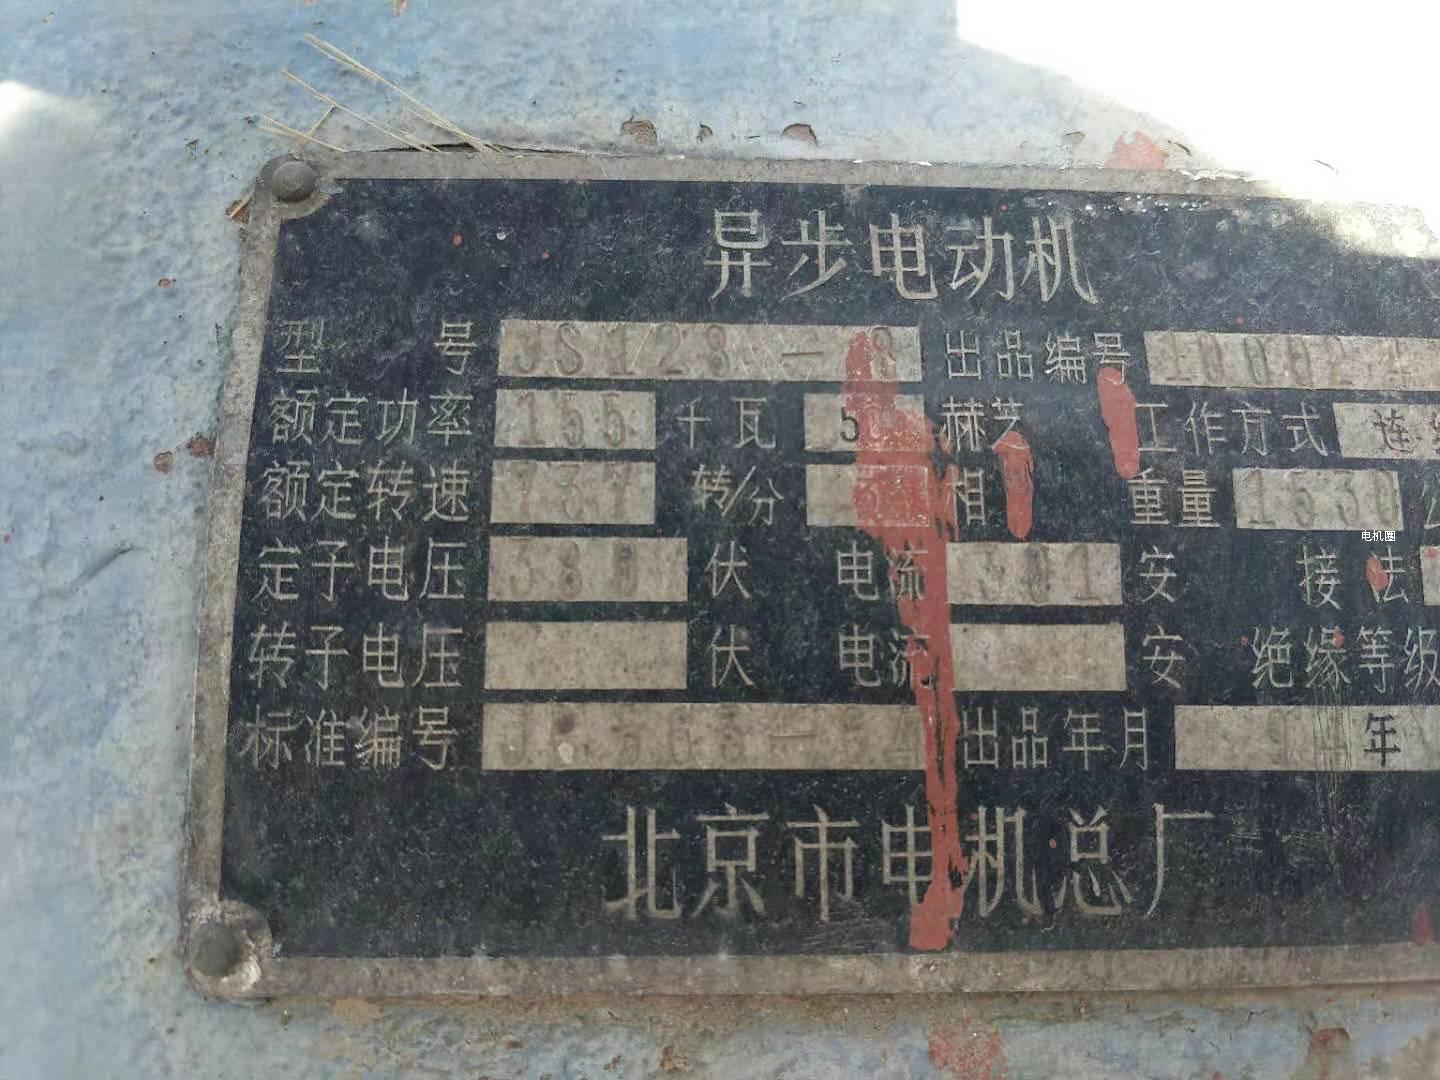 异步电动机
型号 JS128-8 出品编号 10002
额定功率 155 千瓦 50 赫芝 工作方式 连
额定转速 737 转/分 相 重量 1530
定子电压 380 伏 电流 301 安 接法
转子电压 伏 电流 安 绝缘等级
标准编号 出品年月 年
北京市电机总厂
电机圈